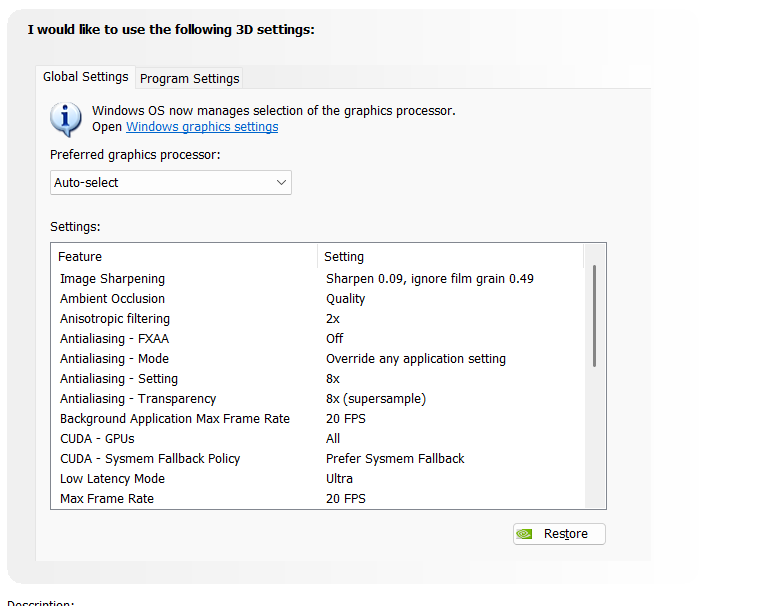 I would like to use the following 3D settings:
Global Settings
Program Settings
Windows OS now manages selection of the graphics processor.
Open Windows graphics settings
Preferred graphics processor:
Auto-select
Settings:
Feature Setting
Image Sharpening Sharpen 0.09, ignore film grain 0.49
Ambient Occlusion Quality
Anisotropic filtering 2x
Antialiasing - FXAA Off
Antialiasing - Mode Override any application setting
Antialiasing - Setting 8x
Antialiasing - Transparency 8x (supersample)
Background Application Max Frame Rate 20 FPS
CUDA - GPUs All
CUDA - Sysmem Fallback Policy Prefer Sysmem Fallback
Low Latency Mode Ultra
Max Frame Rate 20 FPS
Restore
Description: